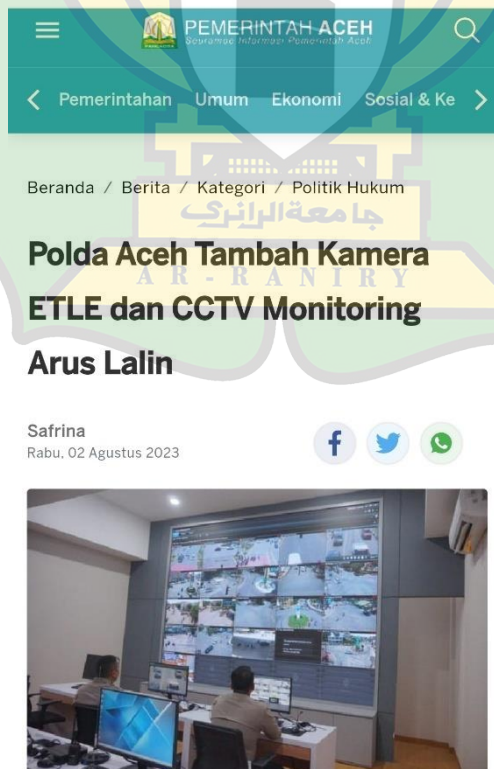 PEMERINTAH ACEH
Seuramoe Informasi Pemerintah Aceh
Pemerintahan Umum Ekonomi Sosial & Ke
Beranda / Berita / Kategori / Politik Hukum
جامعة الرانري
Polda Aceh Tambah Kamera
AR-RANIRY
ETLE dan CCTV Monitoring
Arus Lalin
Safrina
Rabu, 02 Agustus 2023